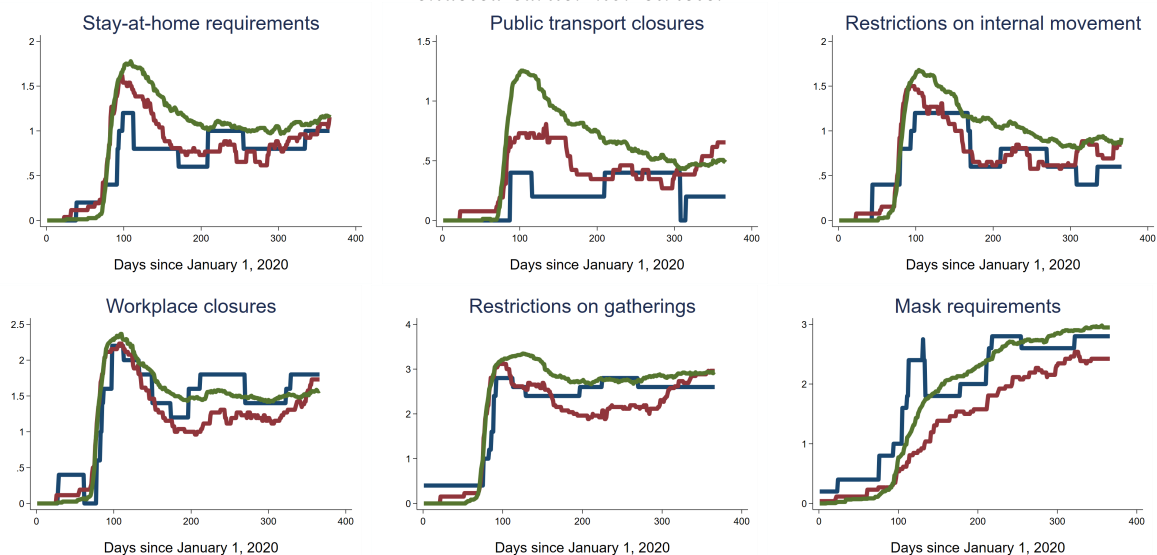 Stay-at-home requirements
Public transport closures
Restrictions on internal movement
2
1.5
1
.5
0
0 100 200 300 400
Days since January 1, 2020
1.5
1
.5
0
0 100 200 300 400
Days since January 1, 2020
2
1.5
1
.5
0
0 100 200 300 400
Days since January 1, 2020
Workplace closures
Restrictions on gatherings
Mask requirements
2.5
2
1.5
1
.5
0
0 100 200 300 400
Days since January 1, 2020
4
3
2
1
0
0 100 200 300 400
Days since January 1, 2020
3
2
1
0
0 100 200 300 400
Days since January 1, 2020